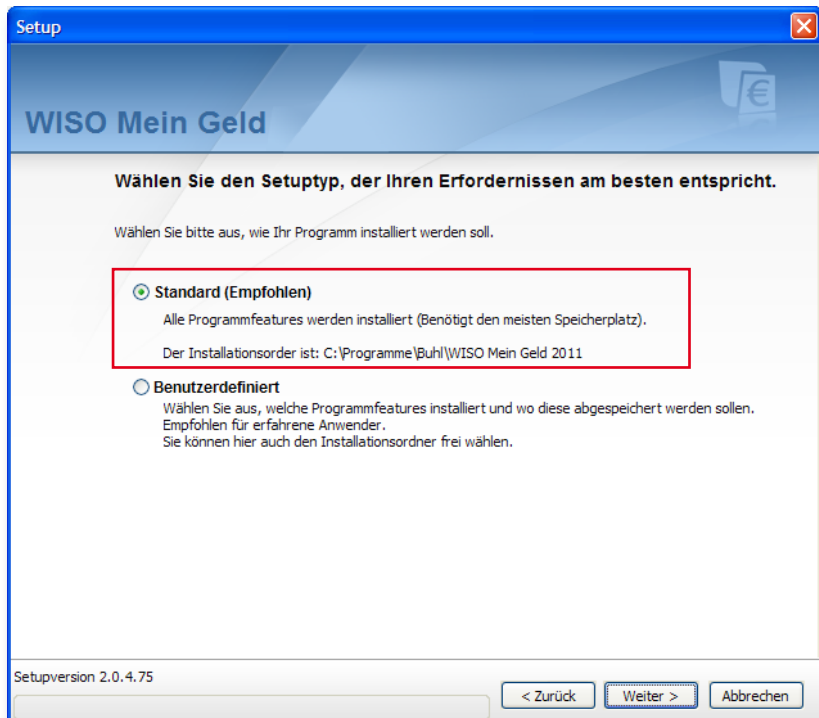 Setup
WISO Mein Geld
Wählen Sie den Setuptyp, der Ihren Erfordernissen am besten entspricht.
Wählen Sie bitte aus, wie Ihr Programm installiert werden soll.
Standard (Empfohlen)
Alle Programmfeatures werden installiert (Benötigt den meisten Speicherplatz).
Der Installationsorder ist: C:\Programme\Buhl\WISO Mein Geld 2011
Benutzerdefiniert
Wählen Sie aus, welche Programmfeatures installiert und wo diese abgespeichert werden sollen.
Empfohlen für erfahrene Anwender.
Sie können hier auch den Installationsordner frei wählen.
Setupversion 2.0.4.75
< Zurück Weiter > Abbrechen